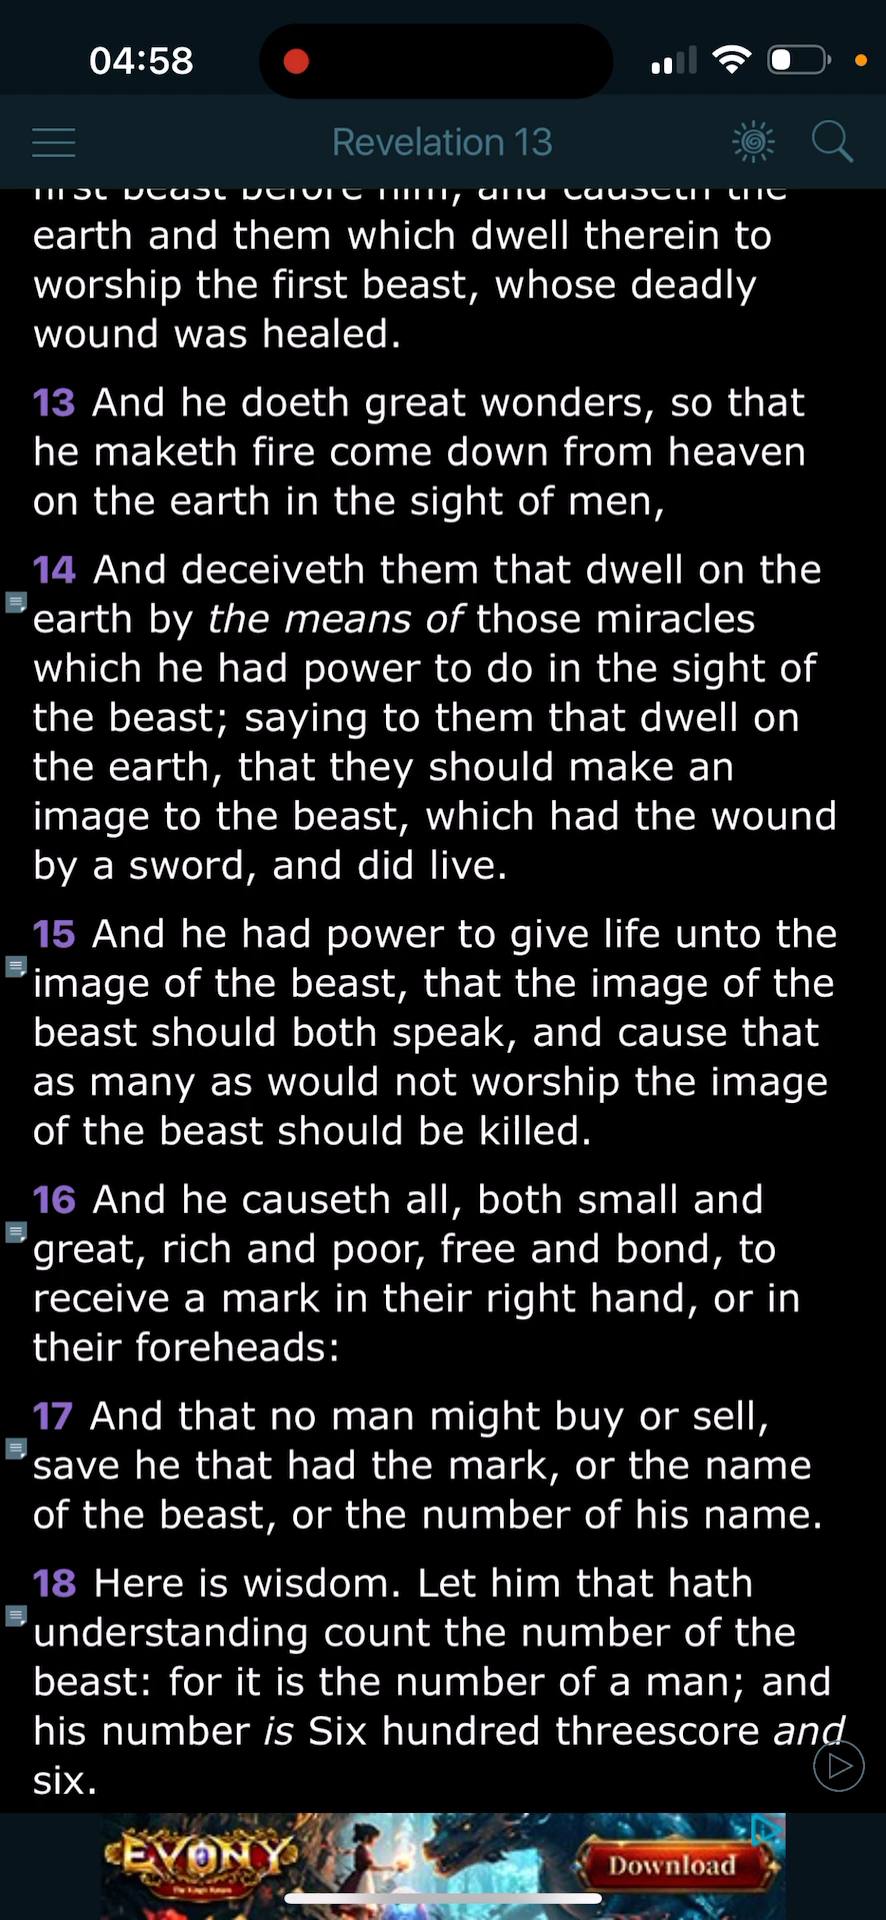 04:58
Revelation 13
first beast before him, and causeth the
earth and them which dwell therein to
worship the first beast, whose deadly
wound was healed.
13 And he doeth great wonders, so that
he maketh fire come down from heaven
on the earth in the sight of men,
14 And deceiveth them that dwell on the
earth by the means of those miracles
which he had power to do in the sight of
the beast; saying to them that dwell on
the earth, that they should make an
image to the beast, which had the wound
by a sword, and did live.
15 And he had power to give life unto the
image of the beast, that the image of the
beast should both speak, and cause that
as many as would not worship the image
of the beast should be killed.
16 And he causeth all, both small and
great, rich and poor, free and bond, to
receive a mark in their right hand, or in
their foreheads:
17 And that no man might buy or sell,
save he that had the mark, or the name
of the beast, or the number of his name.
18 Here is wisdom. Let him that hath
understanding count the number of the
beast: for it is the number of a man; and
his number is Six hundred threescore and
six.
EVONY
Download